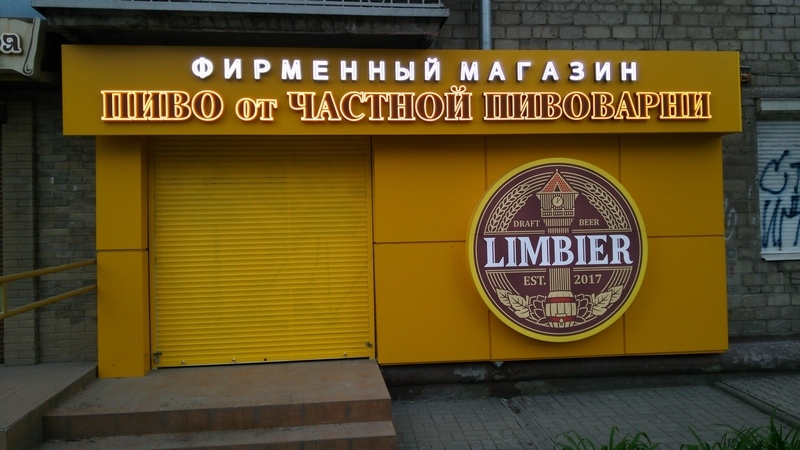 ФИРМЕННЫЙ МАГАЗИН
ПИВО от ЧАСТНОЙ ПИВОВАРНИ
DRAFT BEER
LIMBIER
EST. 2017